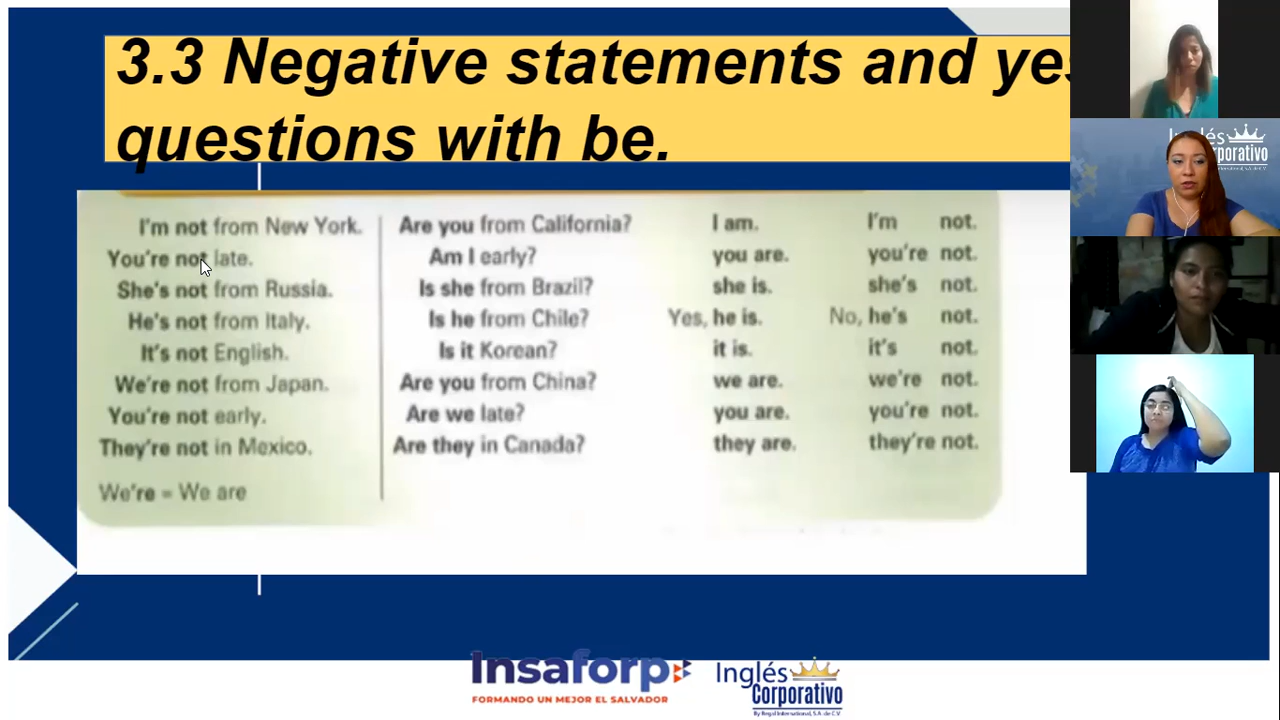 3.3 Negative statements and yes
questions with be.
I'm not from New York.
You're not late.
She's not from Russia.
He's not from Italy.
It's not English.
We're not from Japan.
You're not early.
They're not in Mexico.
We're = We are
Are you from California?
Am I early?
Is she from Brazil?
Is he from Chile?
Is it Korean?
Are you from China?
Are we late?
Are they in Canada?
I am.
you are.
she is.
Yes, he is.
it is.
we are.
you are.
they are.
I'm not.
you're not.
she's not.
No, he's not.
it's not.
we're not.
you're not.
they're not.
Insaforp
FORMANDO UN MEJOR EL SALVADOR
Inglés
Corporativo
By Regal International, S.A. de C.V.
Inglés
Corporativo